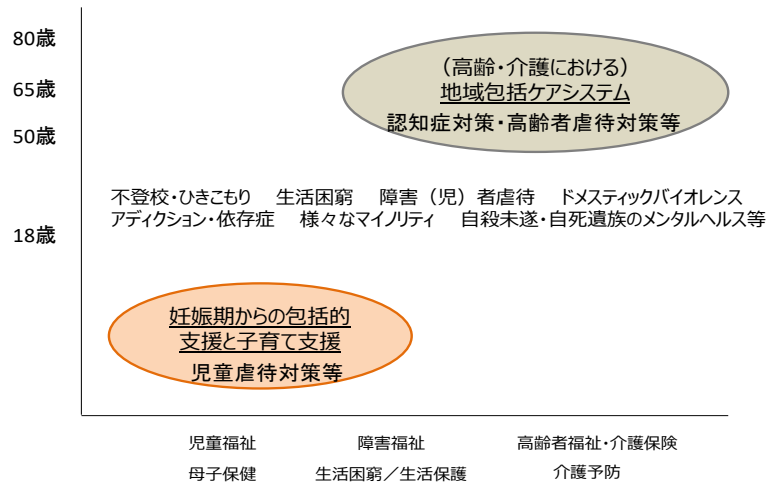 80歳
(高齢・介護における)
65歳
地域包括ケアシステム
認知症対策・高齢者虐待対策等
50歳
不登校・ひきこもり 生活困窮 障害(児)者虐待 ドメスティックバイオレンス
アディクション・依存症 様々なマイノリティ 自殺未遂・自死遺族のメンタルヘルス等
18歳
妊娠期からの包括的
支援と子育て支援
児童虐待対策等
児童福祉 障害福祉 高齢者福祉・介護保険
母子保健 生活困窮/生活保護 介護予防